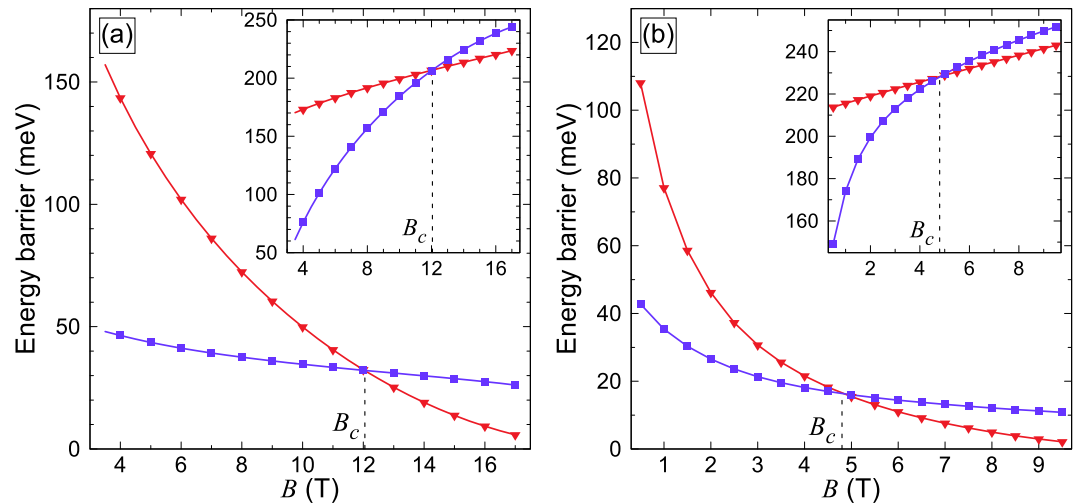 (a)
Energy barrier (meV)
150
100
50
0
4 6 8 10 12 14 16
B (T)
B_c
250
200
150
100
50
4 8 12 16
B_c
(b)
Energy barrier (meV)
120
100
80
60
40
20
0
1 2 3 4 5 6 7 8 9
B (T)
B_c
240
220
200
180
160
2 4 6 8
B_c